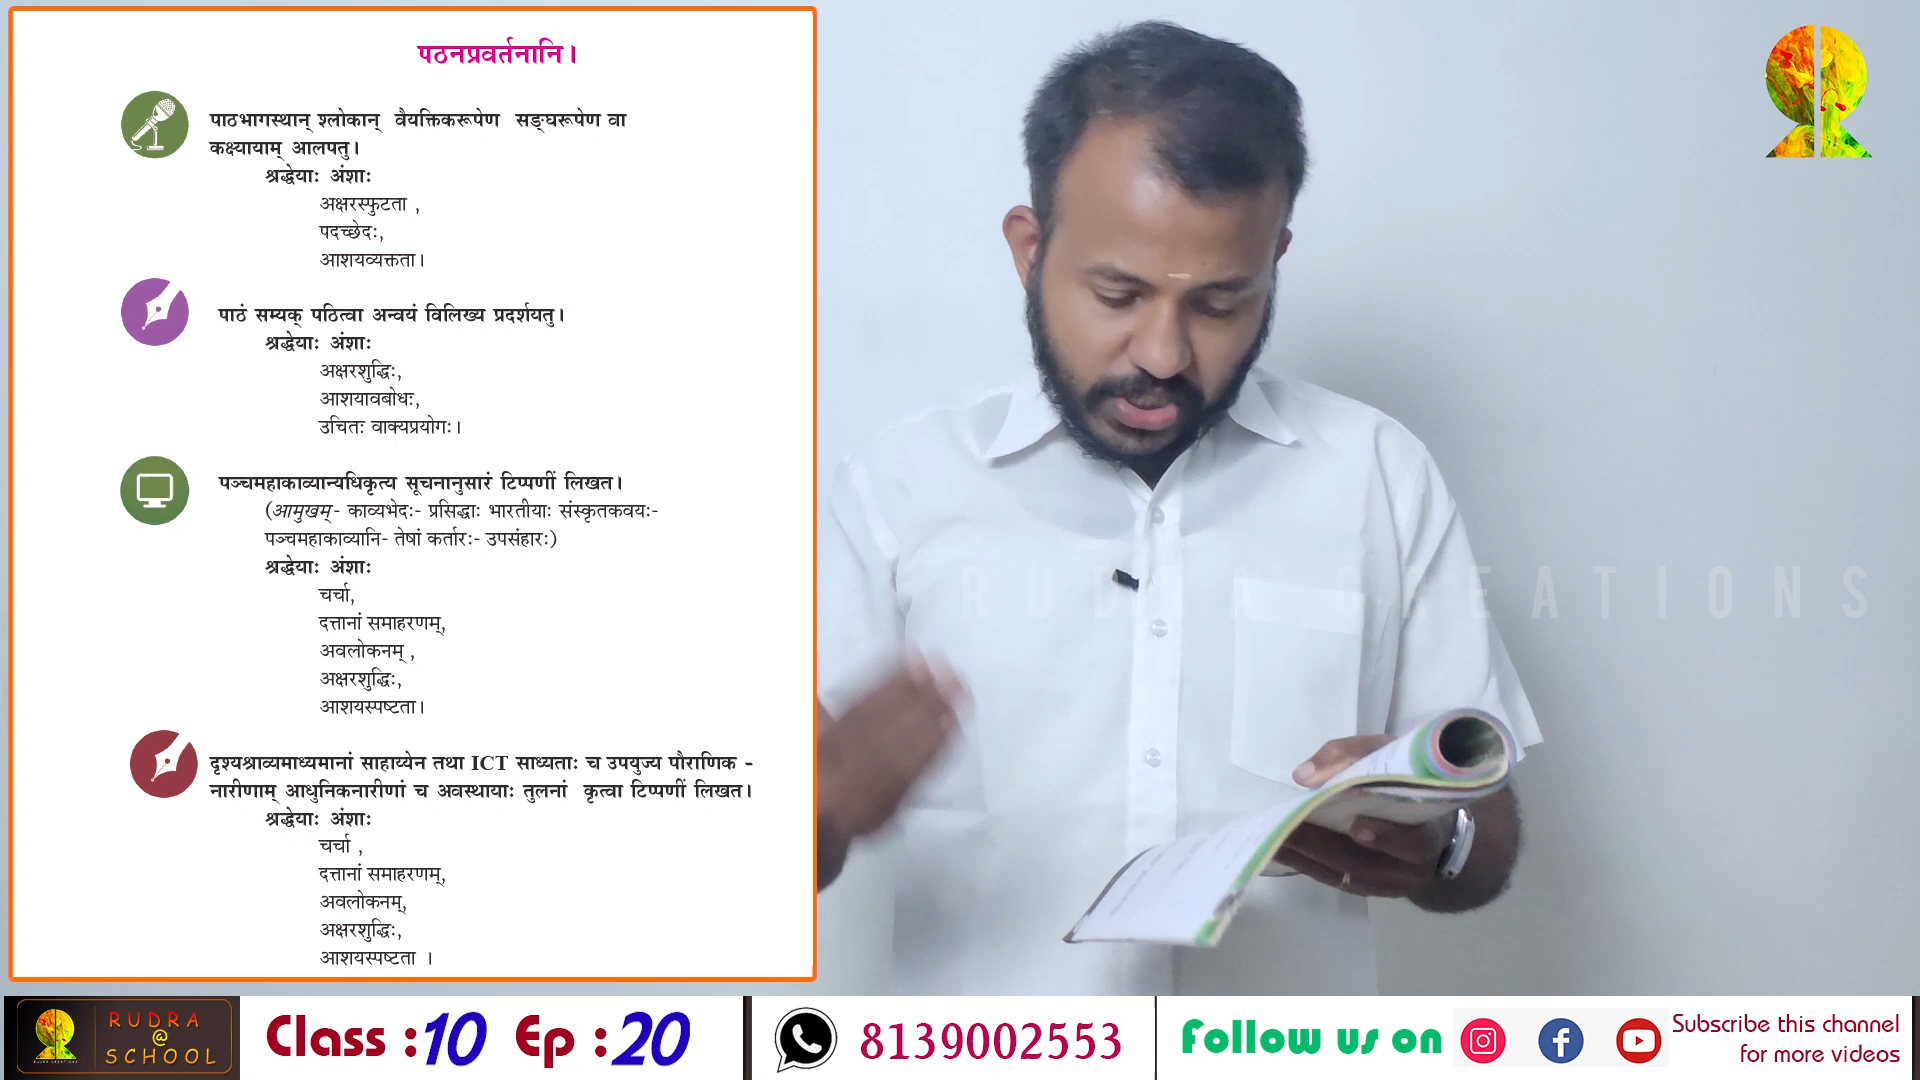 पठनप्रवर्तनानि।
पाठभागस्थान् श्लोकान् वैयक्तिकरूपेण सङ्घरूपेण वा
कक्ष्यायाम् आलपतु।
श्रद्धेयाः अंशाः
अक्षरस्फुटता ,
पदच्छेदः,
आशयव्यक्तता।
पाठं सम्यक् पठित्वा अन्वयं विलिख्य प्रदर्शयतु।
श्रद्धेयाः अंशाः
अक्षरशुद्धिः,
आशयावबोधः,
उचितः वाक्यप्रयोगः।
पञ्चमहाकाव्यान्यधिकृत्य सूचनानुसारं टिप्पणीं लिखत।
(आमुखम्- काव्यभेदः- प्रसिद्धाः भारतीयाः संस्कृतकवयः-
पञ्चमहाकाव्यानि- तेषां कर्तारः- उपसंहारः)
श्रद्धेयाः अंशाः
चर्चा,
दत्तानां समाहरणम्,
अवलोकनम् ,
अक्षरशुद्धिः,
आशयस्पष्टता।
दृश्यश्राव्यमाध्यमानां साहाय्येन तथा ICT साध्यताः च उपयुज्य पौराणिक -
नारीणाम् आधुनिकनारीणां च अवस्थायाः तुलनां कृत्वा टिप्पणीं लिखत।
श्रद्धेयाः अंशाः
चर्चा ,
दत्तानां समाहरणम्,
अवलोकनम्,
अक्षरशुद्धिः,
आशयस्पष्टता ।
RUDRA CREATIONS
RUDRA
@
SCHOOL
Class :10 Ep :20
8139002553
Follow us on
Subscribe this channel
for more videos